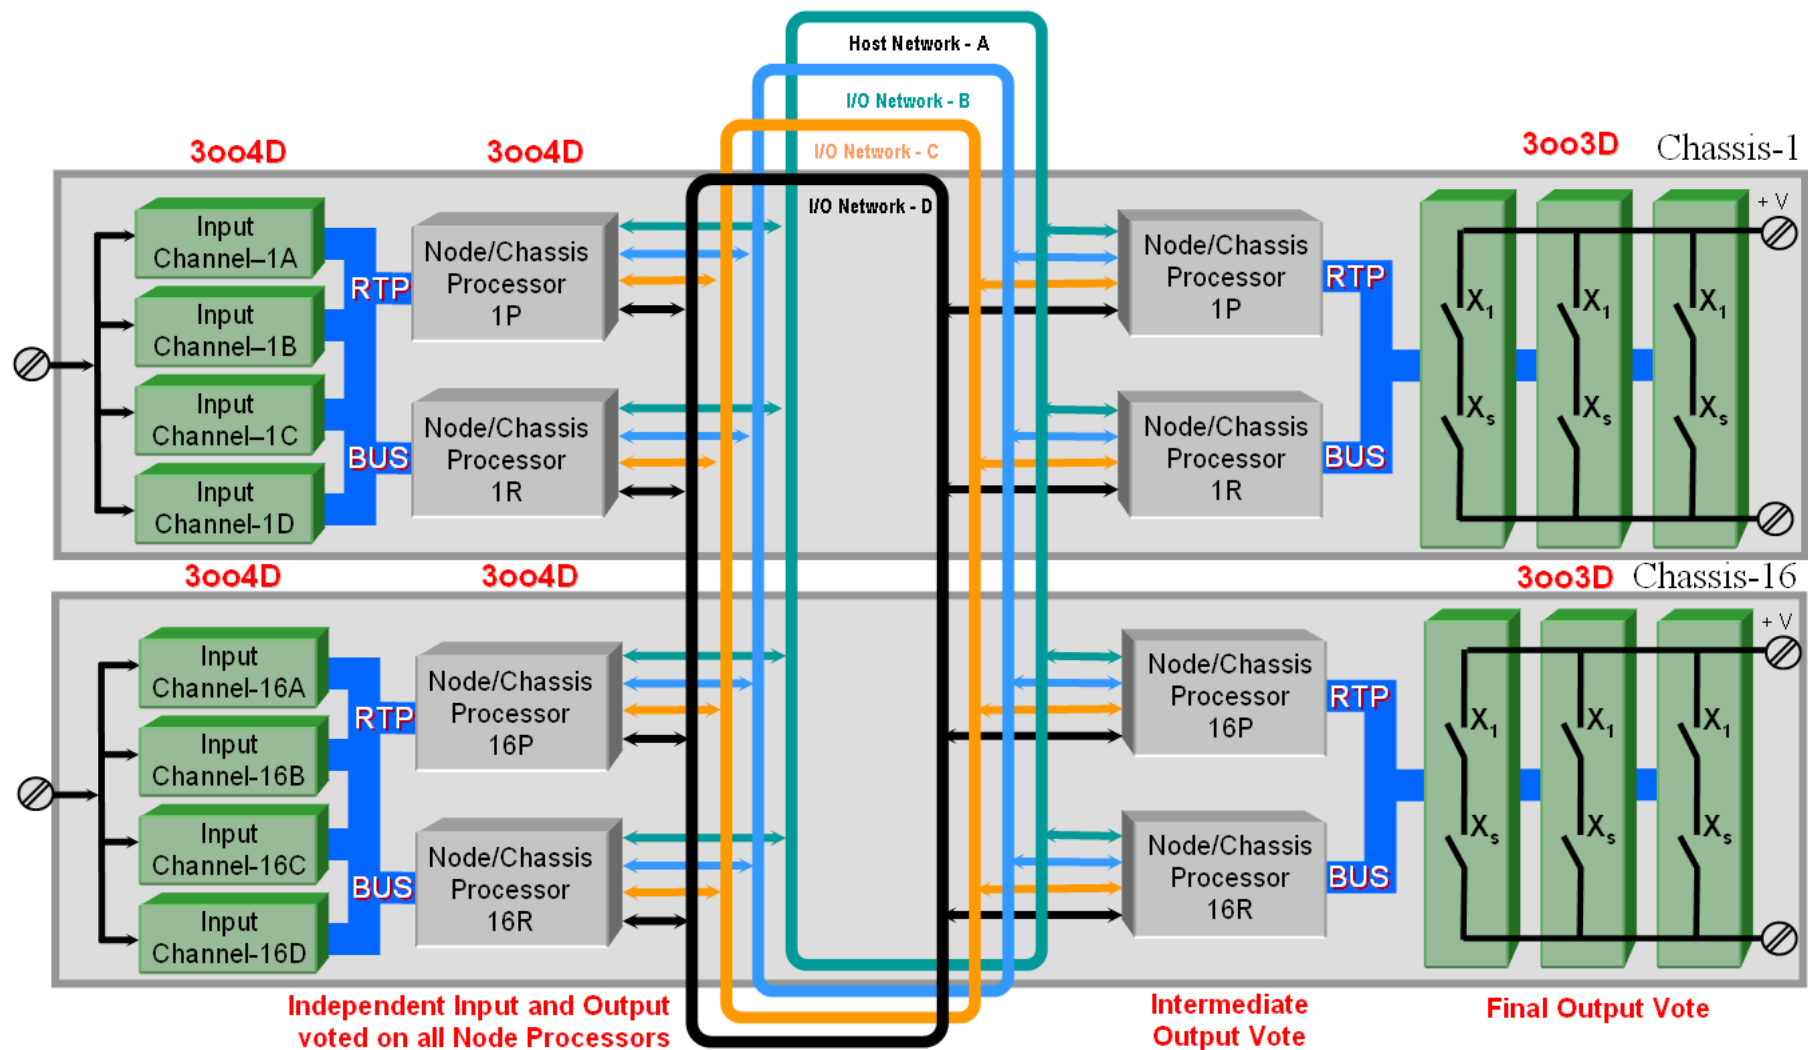 Host Network - A
I/O Network - B
I/O Network - C
I/O Network - D
3oo4D
3oo4D
3oo3D
Chassis-1
Input
Channel–1A
Input
Channel–1B
Input
Channel–1C
Input
Channel-1D
RTP
BUS
Node/Chassis
Processor
1P
Node/Chassis
Processor
1R
Node/Chassis
Processor
1P
Node/Chassis
Processor
1R
RTP
BUS
+ V
X1
X1
X1
Xs
Xs
Xs
3oo4D
3oo4D
3oo3D
Chassis-16
Input
Channel-16A
Input
Channel-16B
Input
Channel-16C
Input
Channel-16D
RTP
BUS
Node/Chassis
Processor
16P
Node/Chassis
Processor
16R
Node/Chassis
Processor
16P
Node/Chassis
Processor
16R
RTP
BUS
+ V
X1
X1
X1
Xs
Xs
Xs
Independent Input and Output
voted on all Node Processors
Intermediate
Output Vote
Final Output Vote